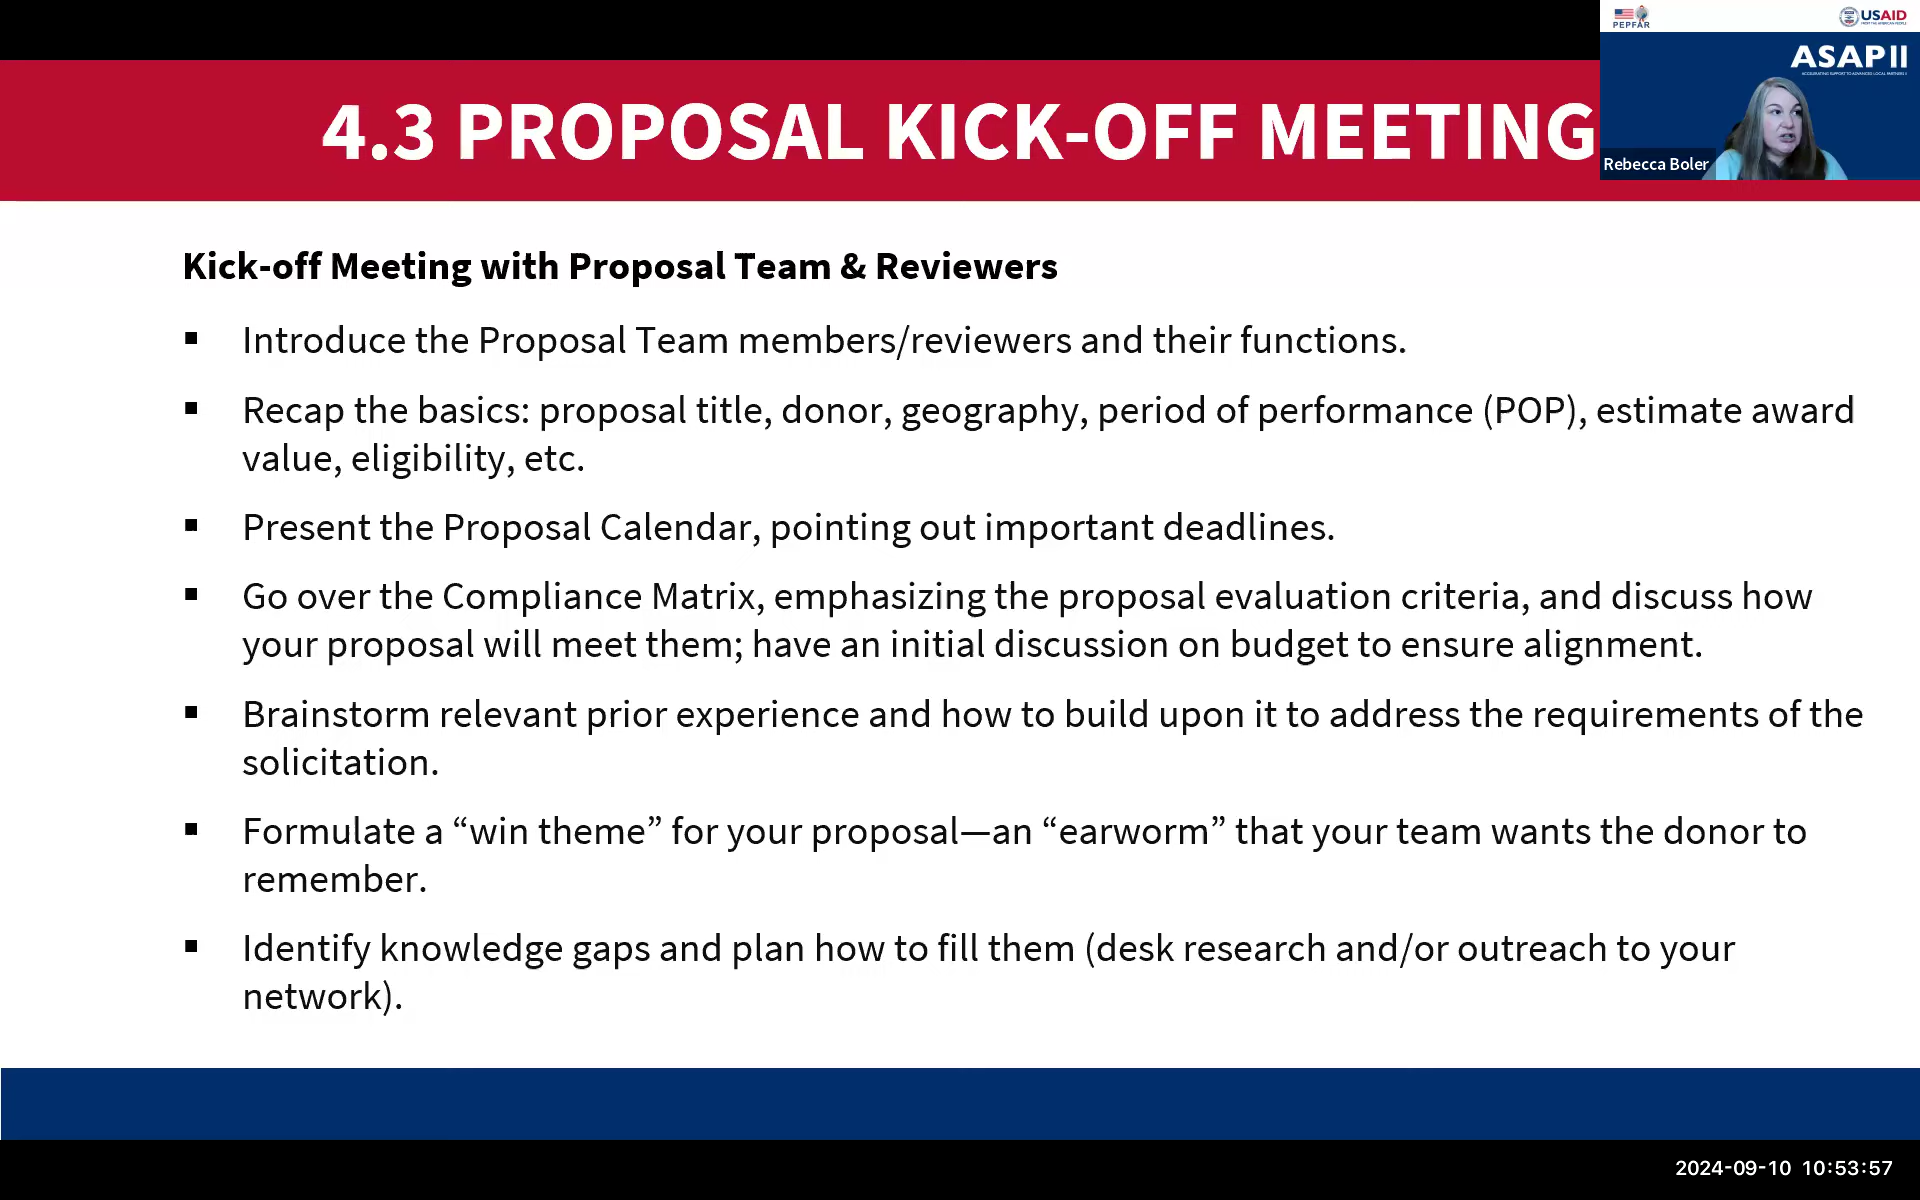 PEPFAR
USAID
ASAP II
ACCELERATING SUPPORT TO ADVANCED LOCAL PARTNERS II
4.3 PROPOSAL KICK-OFF MEETING
Rebecca Boler
Kick-off Meeting with Proposal Team & Reviewers
▪ Introduce the Proposal Team members/reviewers and their functions.
▪ Recap the basics: proposal title, donor, geography, period of performance (POP), estimate award
value, eligibility, etc.
▪ Present the Proposal Calendar, pointing out important deadlines.
▪ Go over the Compliance Matrix, emphasizing the proposal evaluation criteria, and discuss how
your proposal will meet them; have an initial discussion on budget to ensure alignment.
▪ Brainstorm relevant prior experience and how to build upon it to address the requirements of the
solicitation.
▪ Formulate a “win theme” for your proposal—an “earworm” that your team wants the donor to
remember.
▪ Identify knowledge gaps and plan how to fill them (desk research and/or outreach to your
network).
2024-09-10 10:53:57